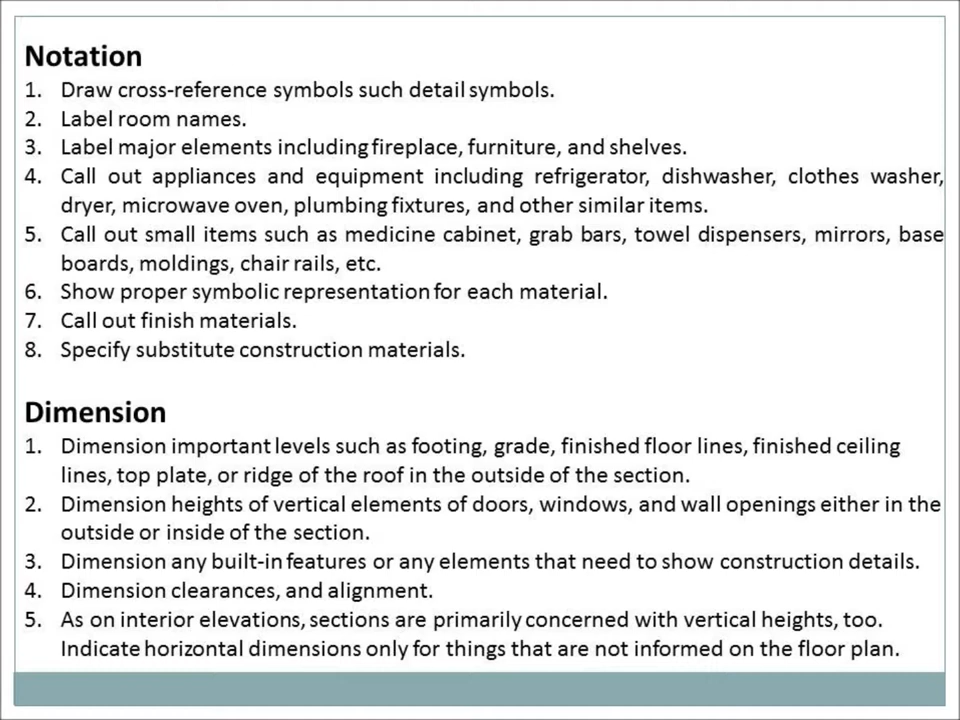 Notation
1. Draw cross-reference symbols such detail symbols.
2. Label room names.
3. Label major elements including fireplace, furniture, and shelves.
4. Call out appliances and equipment including refrigerator, dishwasher, clothes washer,
dryer, microwave oven, plumbing fixtures, and other similar items.
5. Call out small items such as medicine cabinet, grab bars, towel dispensers, mirrors, base
boards, moldings, chair rails, etc.
6. Show proper symbolic representation for each material.
7. Call out finish materials.
8. Specify substitute construction materials.
Dimension
1. Dimension important levels such as footing, grade, finished floor lines, finished ceiling
lines, top plate, or ridge of the roof in the outside of the section.
2. Dimension heights of vertical elements of doors, windows, and wall openings either in the
outside or inside of the section.
3. Dimension any built-in features or any elements that need to show construction details.
4. Dimension clearances, and alignment.
5. As on interior elevations, sections are primarily concerned with vertical heights, too.
Indicate horizontal dimensions only for things that are not informed on the floor plan.